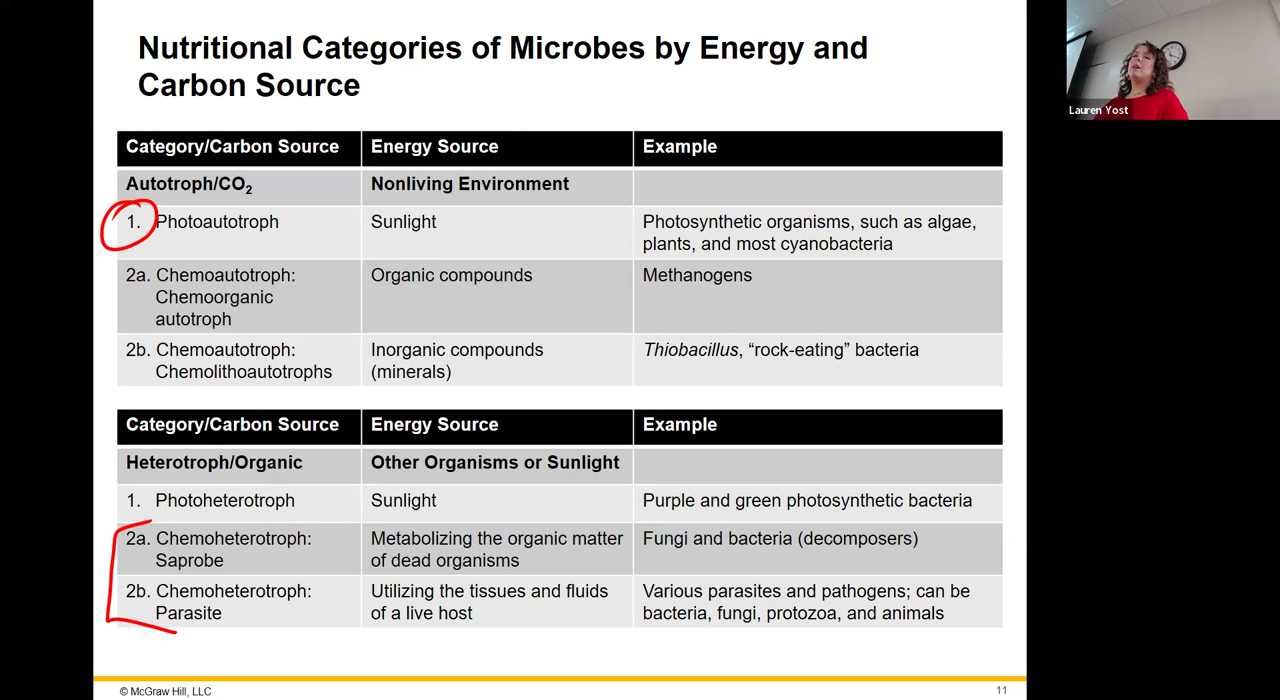 Nutritional Categories of Microbes by Energy and
Carbon Source
Lauren Yost
Category/Carbon Source Energy Source Example
Autotroph/CO₂ Nonliving Environment
1. Photoautotroph Sunlight Photosynthetic organisms, such as algae,
plants, and most cyanobacteria
2a. Chemoautotroph: Organic compounds Methanogens
Chemoorganic
autotroph
2b. Chemoautotroph: Inorganic compounds Thiobacillus, “rock-eating” bacteria
Chemolithoautotrophs (minerals)
Category/Carbon Source Energy Source Example
Heterotroph/Organic Other Organisms or Sunlight
1. Photoheterotroph Sunlight Purple and green photosynthetic bacteria
2a. Chemoheterotroph: Metabolizing the organic matter Fungi and bacteria (decomposers)
Saprobe of dead organisms
2b. Chemoheterotroph: Utilizing the tissues and fluids Various parasites and pathogens; can be
Parasite of a live host bacteria, fungi, protozoa, and animals
© McGraw Hill, LLC 11